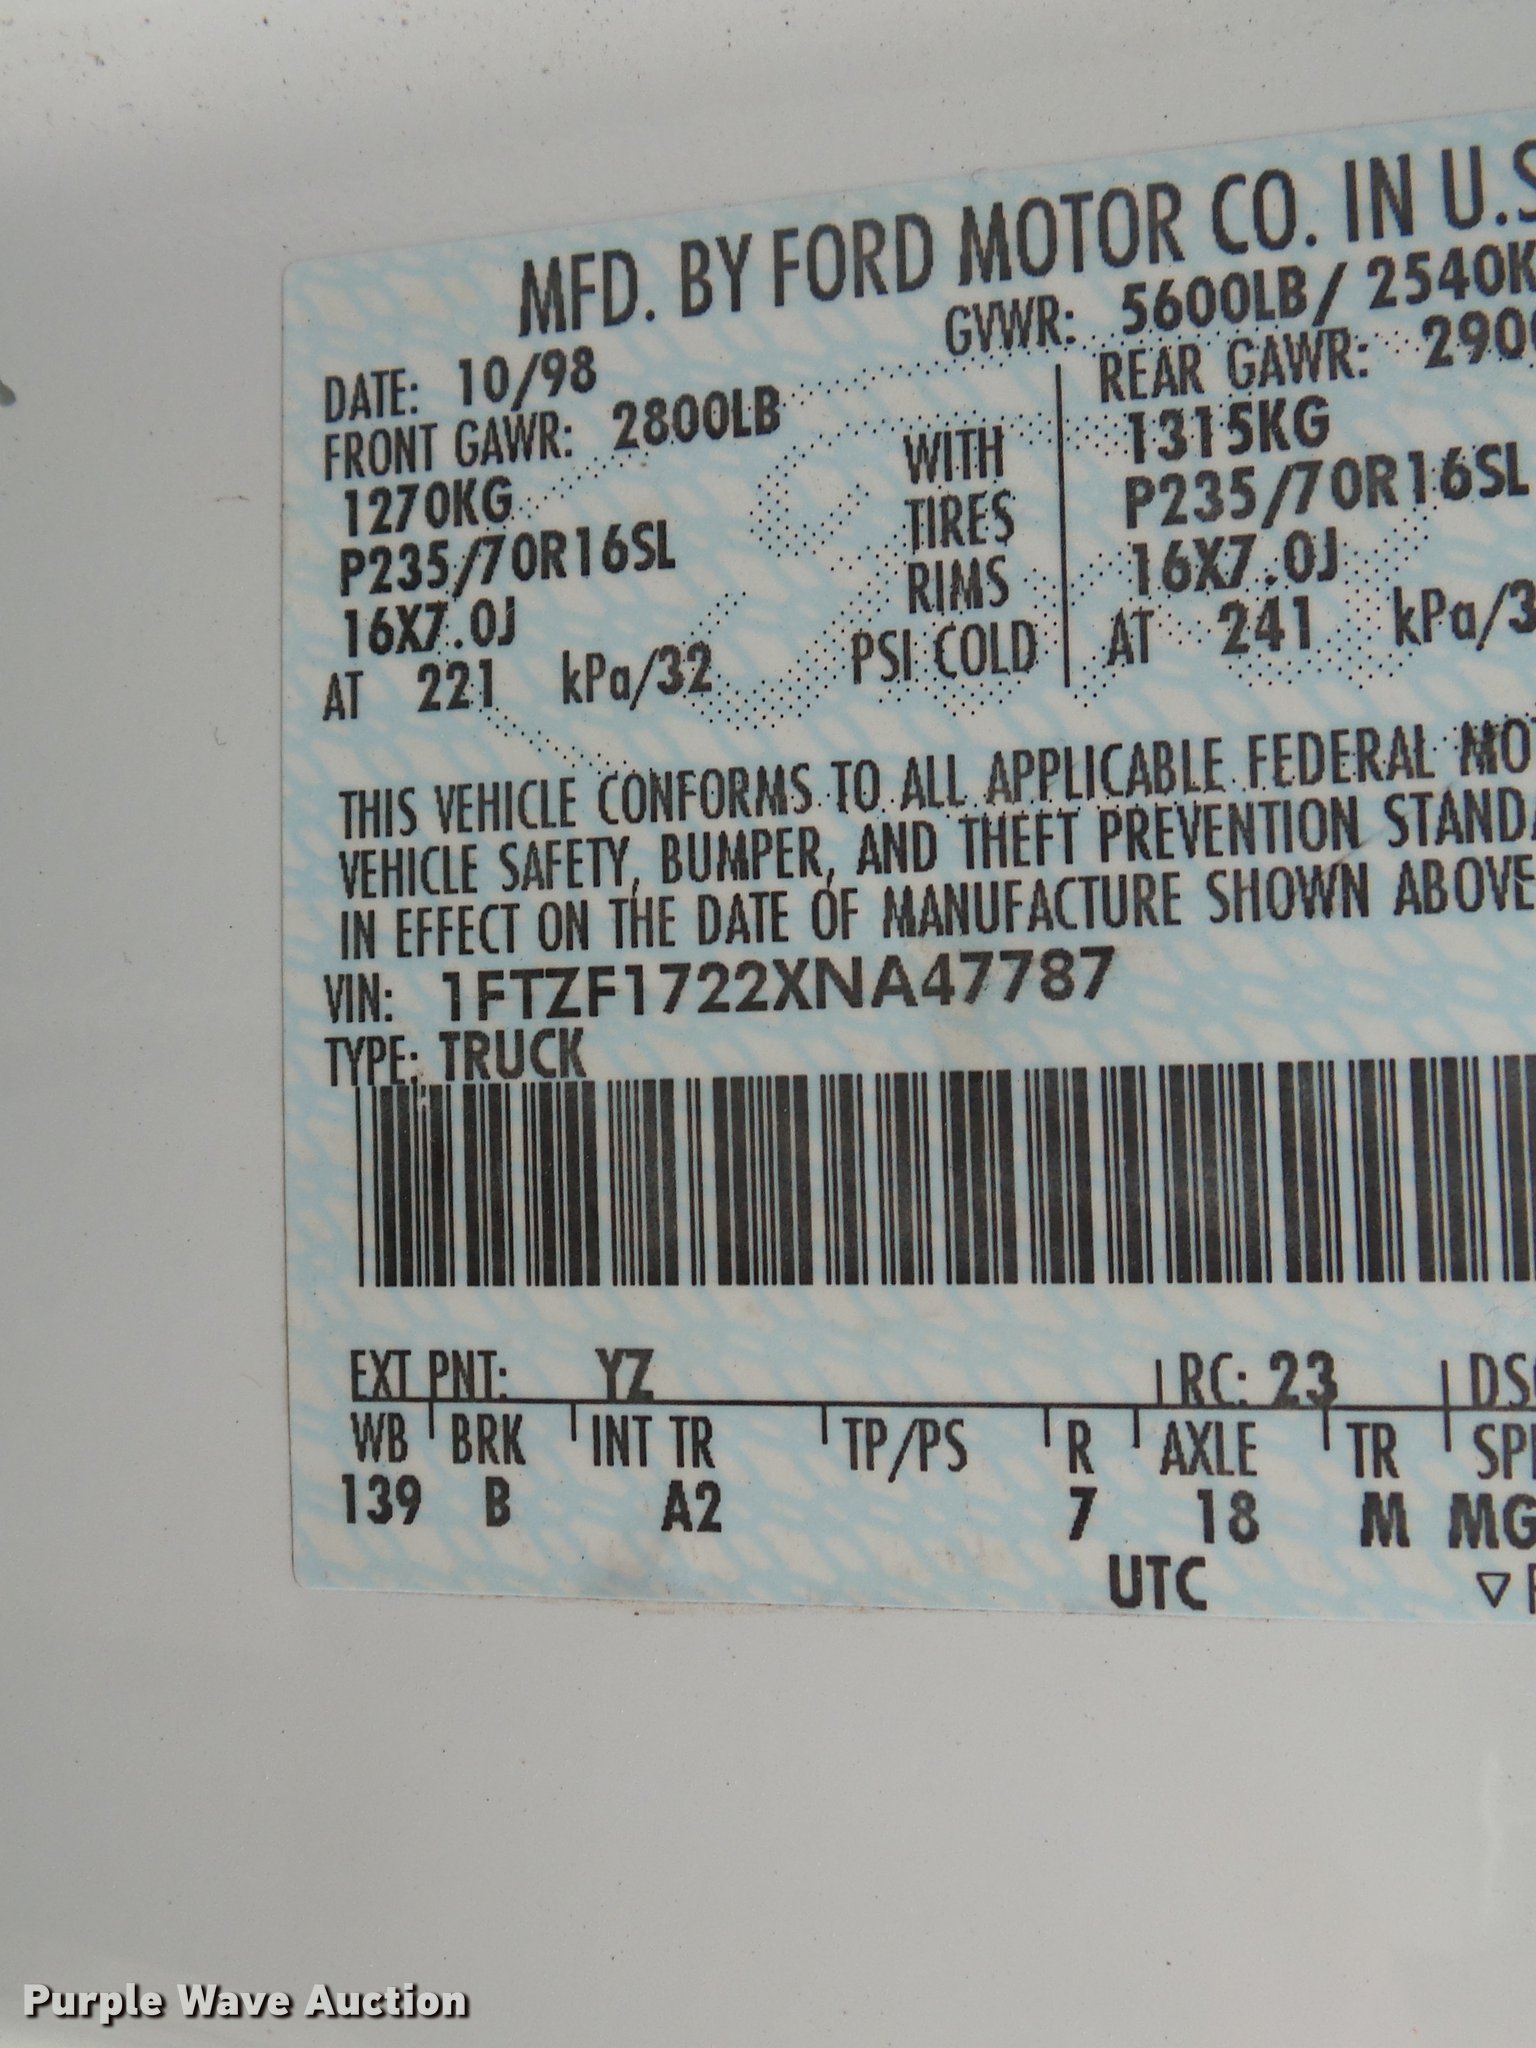 MFD. BY FORD MOTOR CO. IN U.S
GVWR: 5600LB/ 2540K
DATE: 10/98
FRONT GAWR: 2800LB
1270KG
P235/70R16SL
16X7.0J
AT 221 kPa/32
WITH
TIRES
RIMS
PSI COLD
REAR GAWR: 290
1315KG
P235/70R16SL
16X7.0J
AT 241 kPa/3
THIS VEHICLE CONFORMS TO ALL APPLICABLE FEDERAL MOT
VEHICLE SAFETY, BUMPER, AND THEFT PREVENTION STANDA
IN EFFECT ON THE DATE OF MANUFACTURE SHOWN ABOVE
VIN: 1FTZF1722XNA47787
TYPE: TRUCK
EXT PNT: YZ RC: 23 DS
WB BRK INT TR TP/PS R AXLE TR SP
139 B A2 7 18 M MG
UTC ▽
Purple Wave Auction